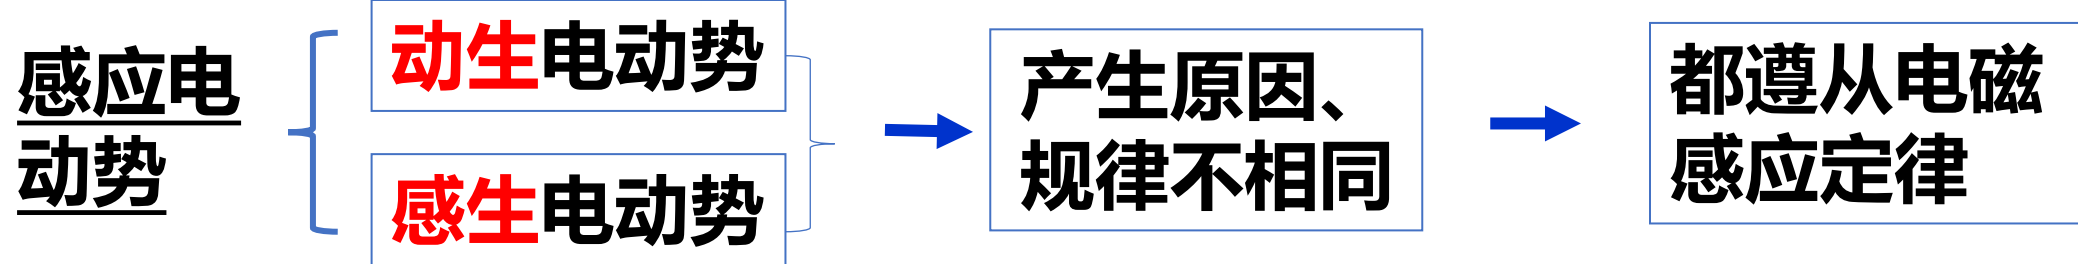 感应电
动势
动生电动势
感生电动势
产生原因、
规律不相同
都遵从电磁
感应定律